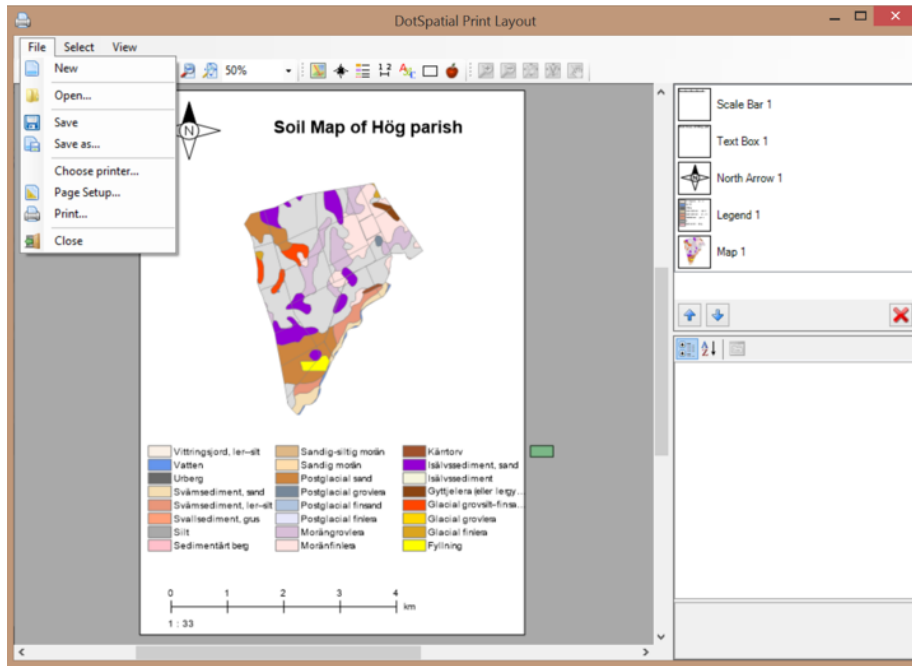 DotSpatial Print Layout
File Select View
New
Open...
Save
Save as...
Choose printer...
Page Setup...
Print...
Close
50%
N
Soil Map of Hög parish
Vittringsjord, ler--silt
Vatten
Urberg
Svämsediment, sand
Svämsediment, ler--silt
Svallsediment, grus
Silt
Sedimentärt berg
Sandig-siltig morän
Sandig morän
Postglacial sand
Postglacial grovlera
Postglacial finsand
Postglacial finlera
Morängrovlera
Moränfinlera
Kärrtorv
Isälvssediment, sand
Isälvssediment
Gyttjelera (eller lergy...
Glacial grovsilt--finsa...
Glacial grovlera
Glacial finlera
Fyllning
0 1 2 3 4
km
1 : 33
Scale Bar 1
Text Box 1
North Arrow 1
Legend 1
Map 1